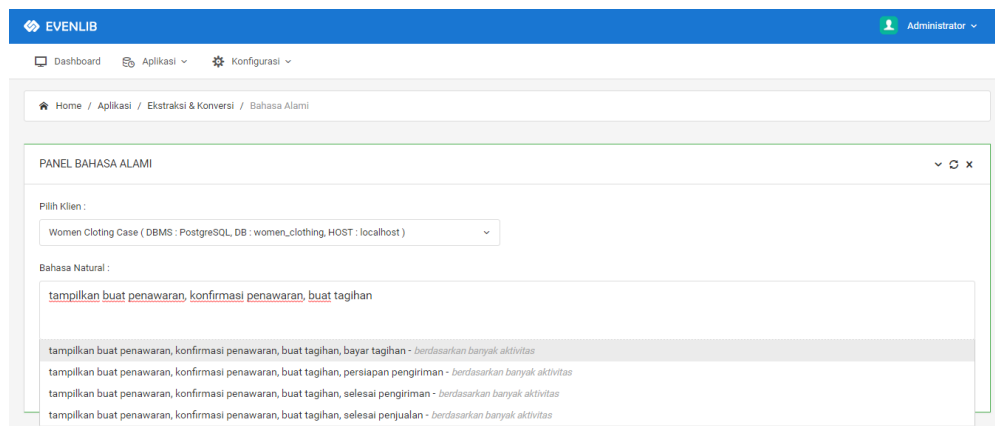 EVENLIB
Administrator
Dashboard Aplikasi Konfigurasi
Home / Aplikasi / Ekstraksi & Konversi / Bahasa Alami
PANEL BAHASA ALAMI
Pilih Klien :
Women Cloting Case ( DBMS : PostgreSQL, DB : women_clothing, HOST : localhost )
Bahasa Natural :
tampilkan buat penawaran, konfirmasi penawaran, buat tagihan
tampilkan buat penawaran, konfirmasi penawaran, buat tagihan, bayar tagihan - berdasarkan banyak aktivitas
tampilkan buat penawaran, konfirmasi penawaran, buat tagihan, persiapan pengiriman - berdasarkan banyak aktivitas
tampilkan buat penawaran, konfirmasi penawaran, buat tagihan, selesai pengiriman - berdasarkan banyak aktivitas
tampilkan buat penawaran, konfirmasi penawaran, buat tagihan, selesai penjualan - berdasarkan banyak aktivitas